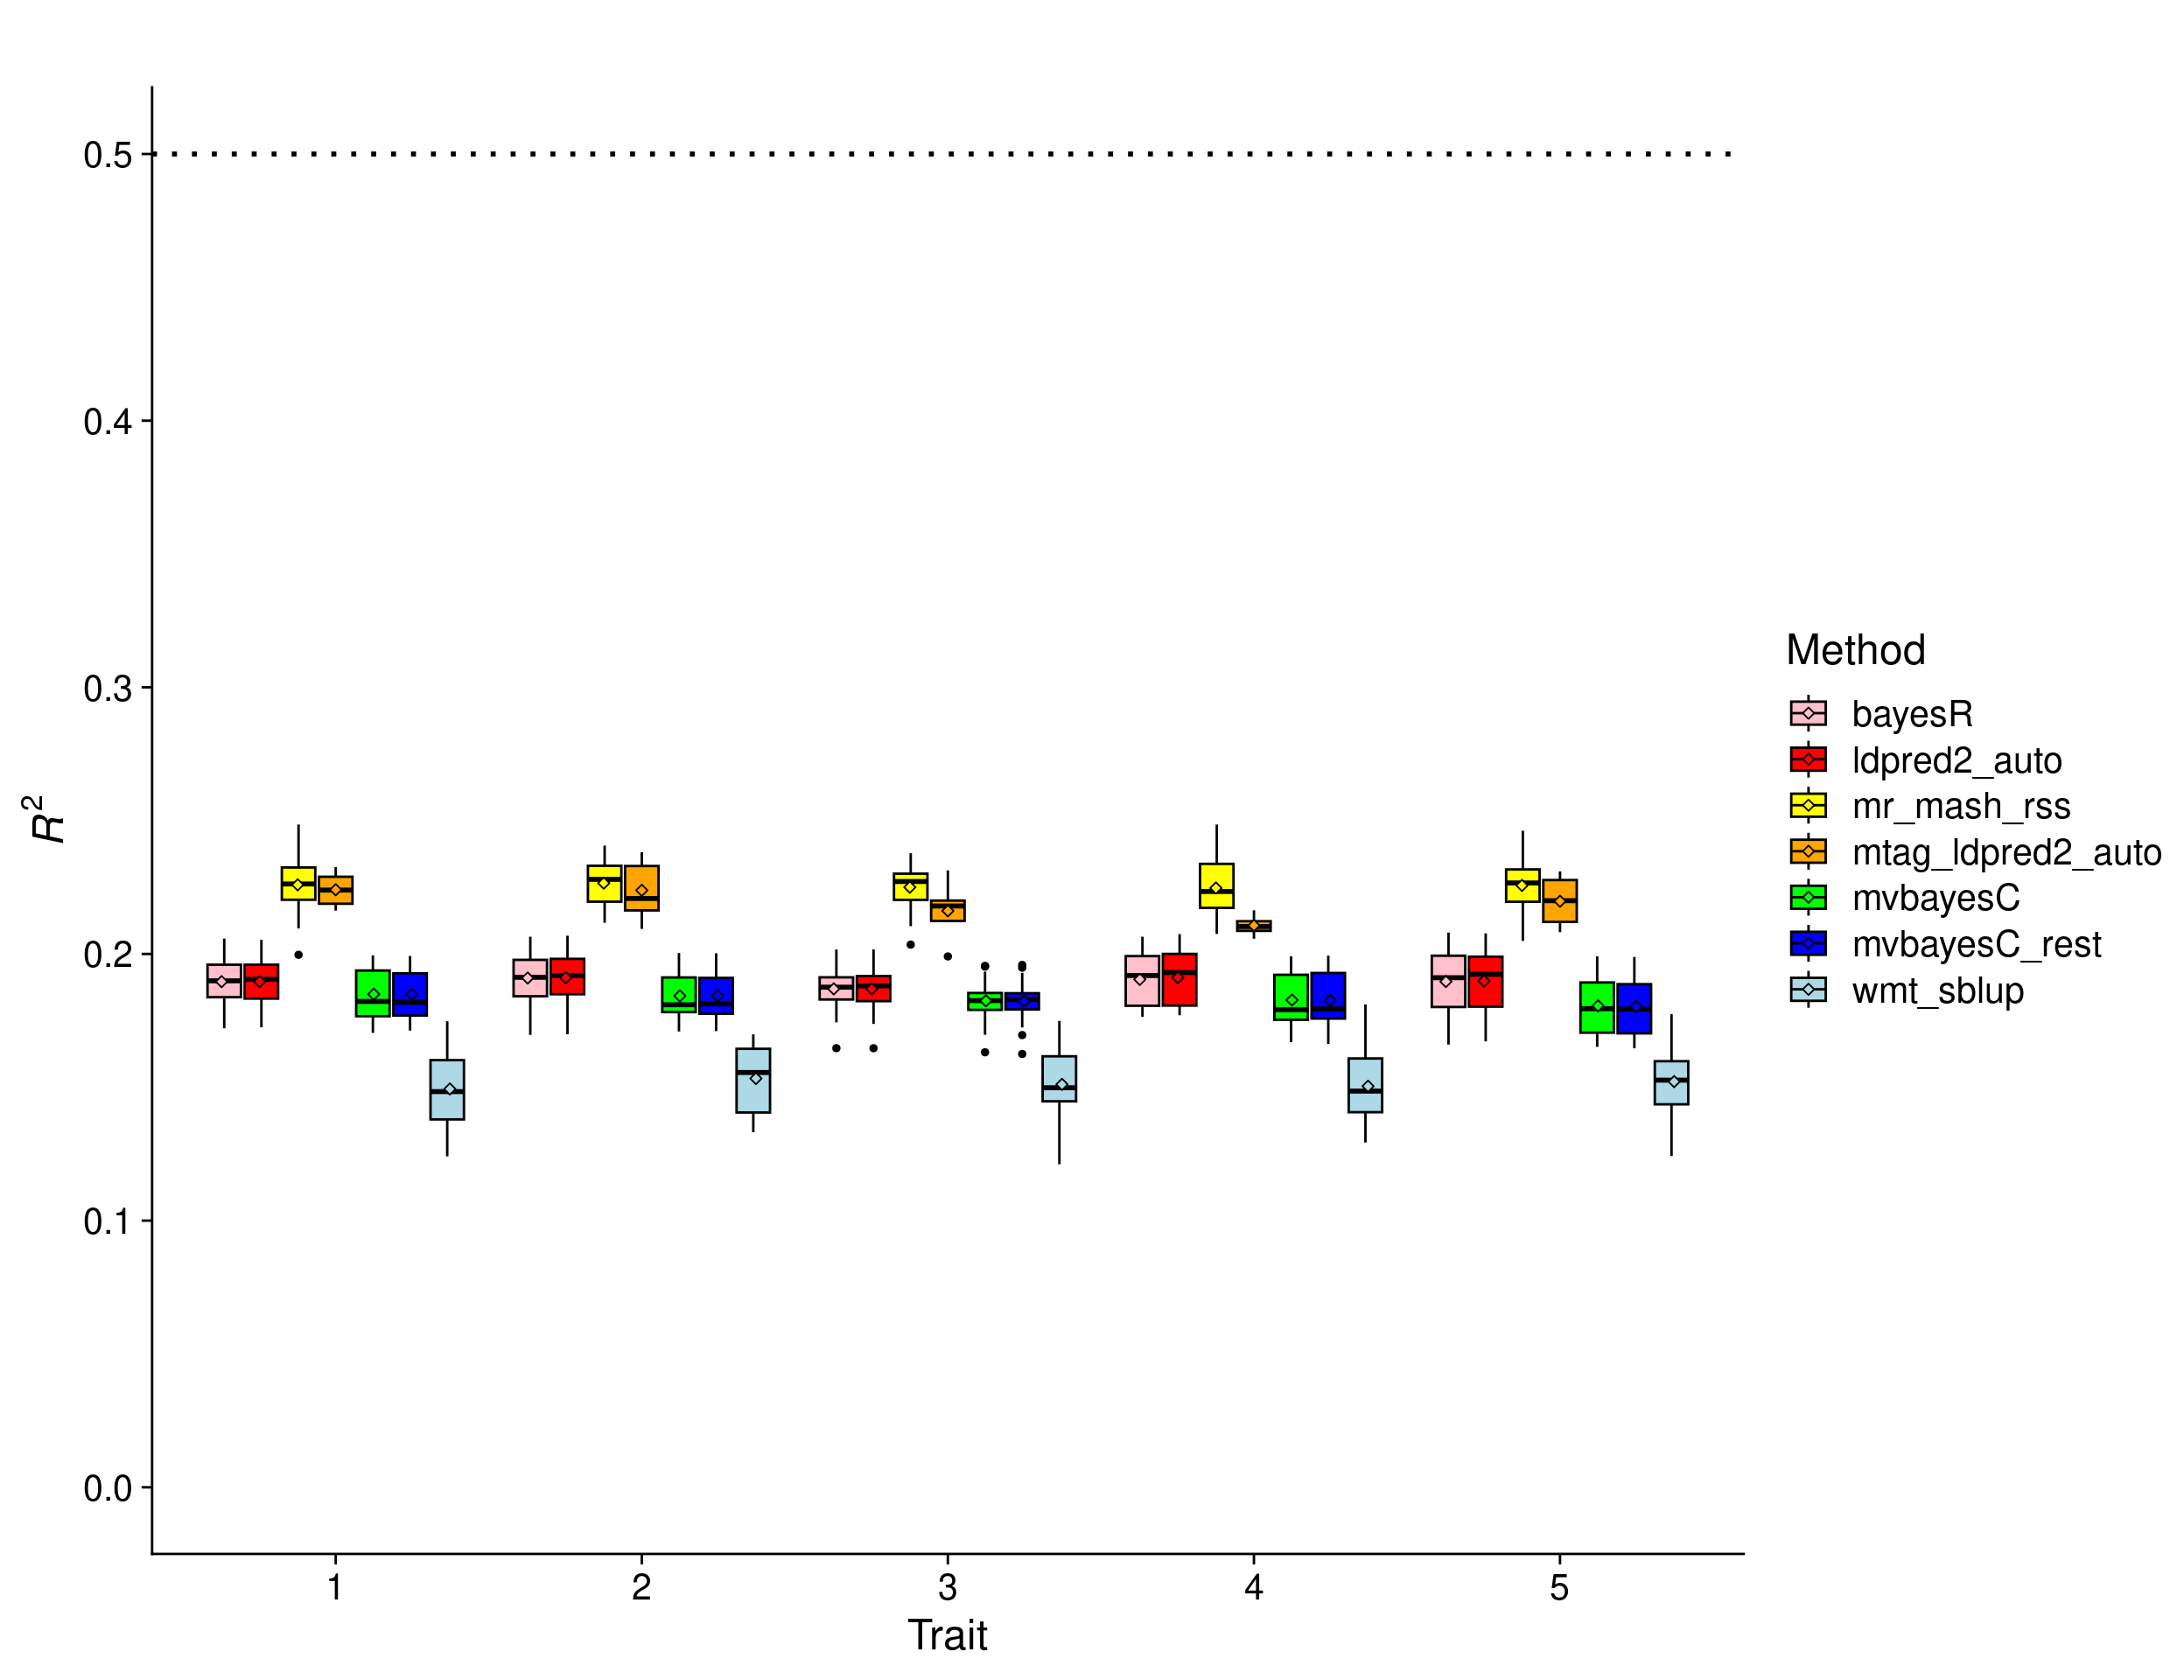 0.5
0.4
0.3
0.2
0.1
0.0
R2
1 2 3 4 5
Trait
Method
bayesR
ldpred2_auto
mr_mash_rss
mtag_ldpred2_auto
mvbayesC
mvbayesC_rest
wmt_sblup